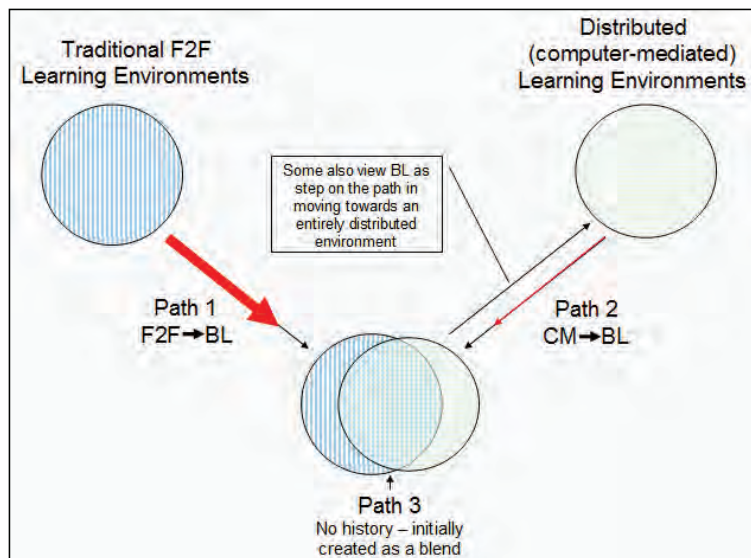 Traditional F2F
Learning Environments
Distributed
(computer-mediated)
Learning Environments
Some also view BL as
step on the path in
moving towards an
entirely distributed
environment
Path 1
F2F→BL
Path 2
CM→BL
Path 3
No history – initially
created as a blend